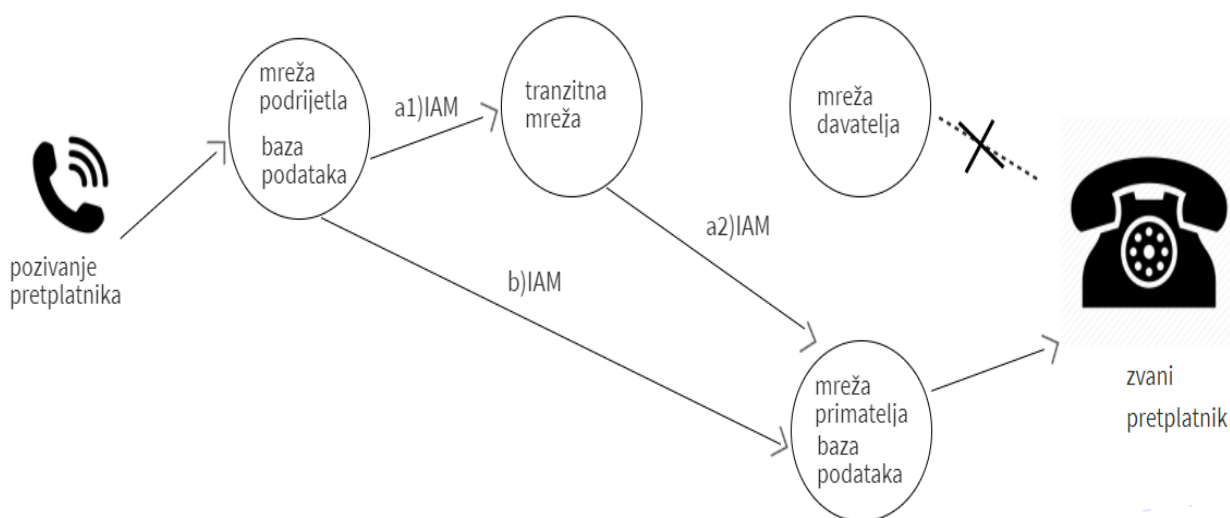 mreža
podrijetla
baza
podataka
a1)IAM
tranzitna
mreža
mreža
davatelja
pozivanje
pretplatnika
a2)IAM
b)IAM
mreža
primatelja
baza
podataka
zvani
pretplatnik